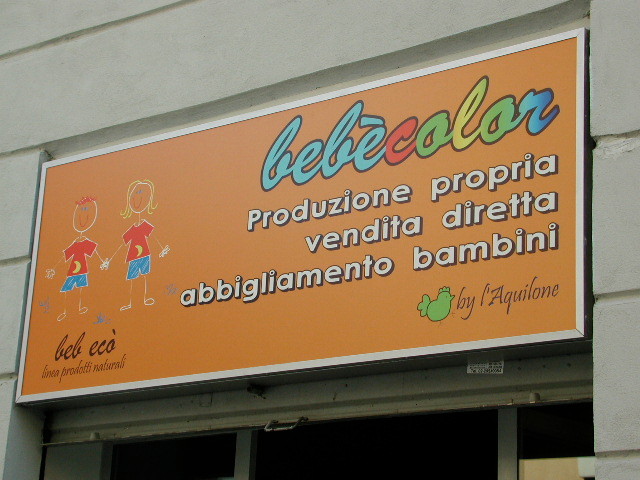 bebècolor
Produzione propria
vendita diretta
abbigliamento bambini
by l'Aquilone
beb ecò
linea prodotti naturali